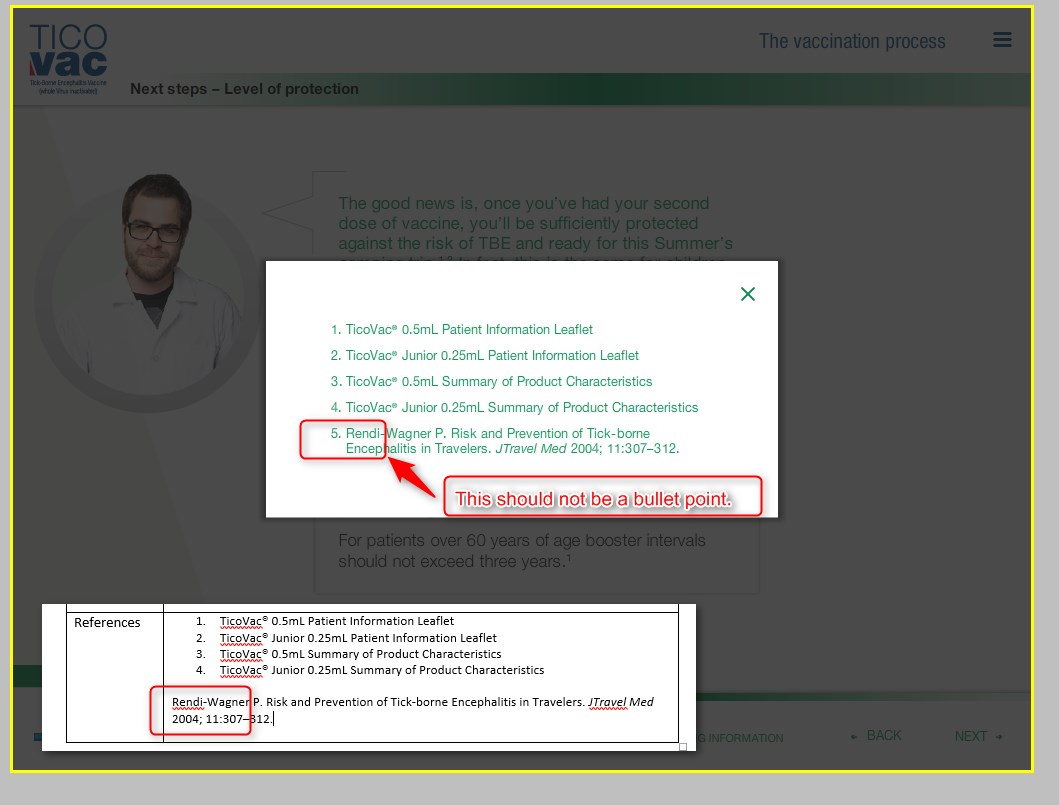 TICO
vac
Tick-Borne Encephalitis Vaccine
(whole Virus inactivated)
The vaccination process
Next steps – Level of protection
The good news is, once you’ve had your second
dose of vaccine, you’ll be sufficiently protected
against the risk of TBE and ready for this Summer’s
1. TicoVac® 0.5mL Patient Information Leaflet
2. TicoVac® Junior 0.25mL Patient Information Leaflet
3. TicoVac® 0.5mL Summary of Product Characteristics
4. TicoVac® Junior 0.25mL Summary of Product Characteristics
5. Rendi-Wagner P. Risk and Prevention of Tick-borne
Encephalitis in Travelers. JTravel Med 2004; 11:307–312.
This should not be a bullet point.
For patients over 60 years of age booster intervals
should not exceed three years.¹
References
1. TicoVac® 0.5mL Patient Information Leaflet
2. TicoVac® Junior 0.25mL Patient Information Leaflet
3. TicoVac® 0.5mL Summary of Product Characteristics
4. TicoVac® Junior 0.25mL Summary of Product Characteristics
Rendi-Wagner P. Risk and Prevention of Tick-borne Encephalitis in Travelers. JTravel Med
2004; 11:307–312.
G INFORMATION
BACK
NEXT